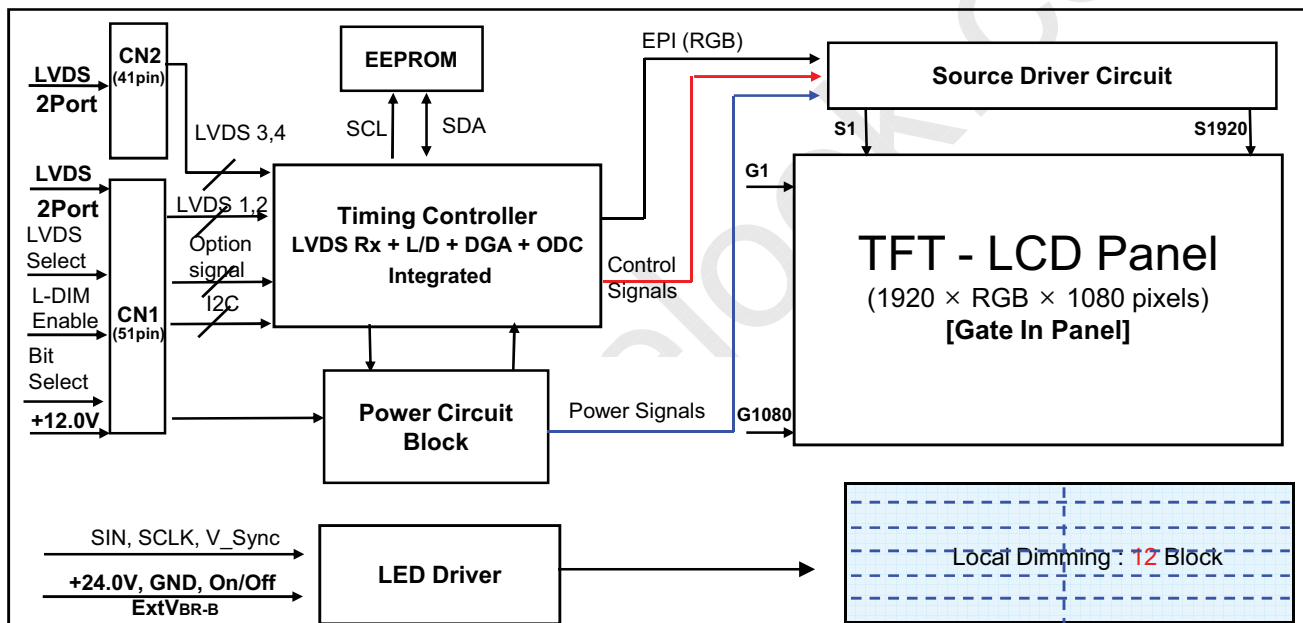 CN2
(41pin)
LVDS
2Port
LVDS
2Port
LVDS
Select
L-DIM
Enable
Bit
Select
+12.0V
CN1
(51pin)
LVDS 3,4
LVDS 1,2
Option
signal
I2C
EEPROM
SCL
SDA
Timing Controller
LVDS Rx + L/D + DGA + ODC
Integrated
Power Circuit
Block
EPI (RGB)
Control
Signals
Power Signals
Source Driver Circuit
S1
S1920
G1
G1080
TFT - LCD Panel
(1920 × RGB × 1080 pixels)
[Gate In Panel]
SIN, SCLK, V_Sync
+24.0V, GND, On/Off
ExtVBR-B
LED Driver
Local Dimming : 12 Block